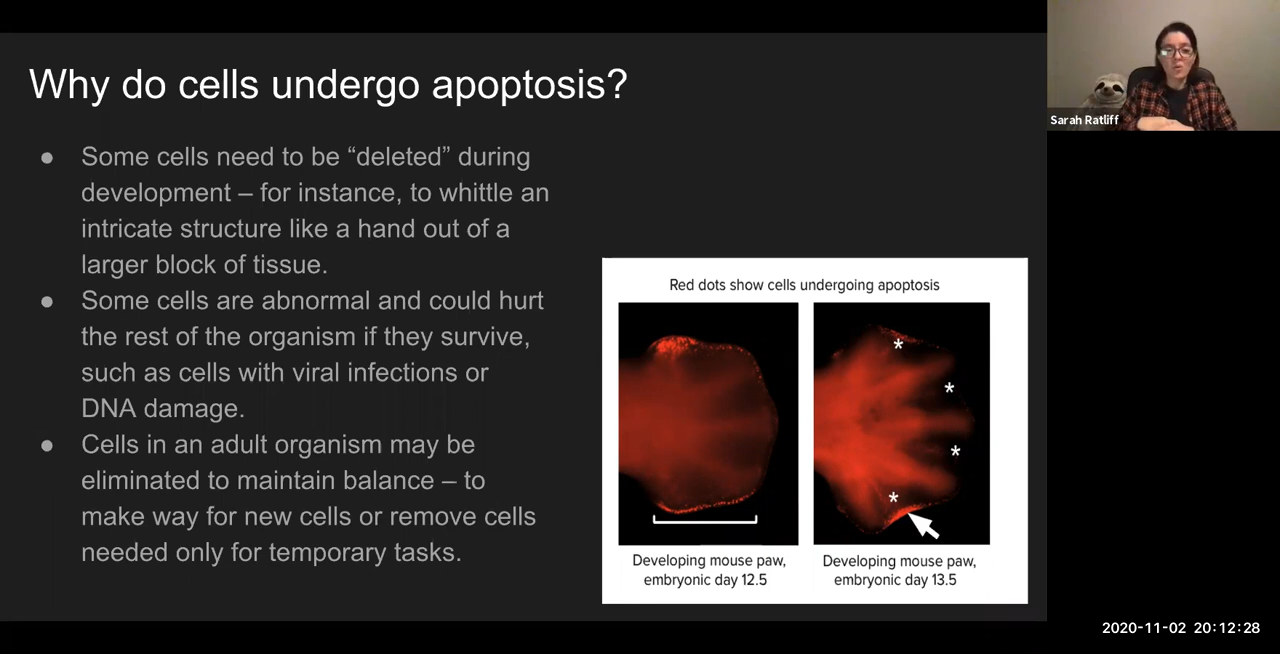 Why do cells undergo apoptosis?
● Some cells need to be “deleted” during
development – for instance, to whittle an
intricate structure like a hand out of a
larger block of tissue.
● Some cells are abnormal and could hurt
the rest of the organism if they survive,
such as cells with viral infections or
DNA damage.
● Cells in an adult organism may be
eliminated to maintain balance – to
make way for new cells or remove cells
needed only for temporary tasks.
Red dots show cells undergoing apoptosis
*
*
*
*
Developing mouse paw,
embryonic day 12.5
Developing mouse paw,
embryonic day 13.5
Sarah Ratliff
2020-11-02 20:12:28